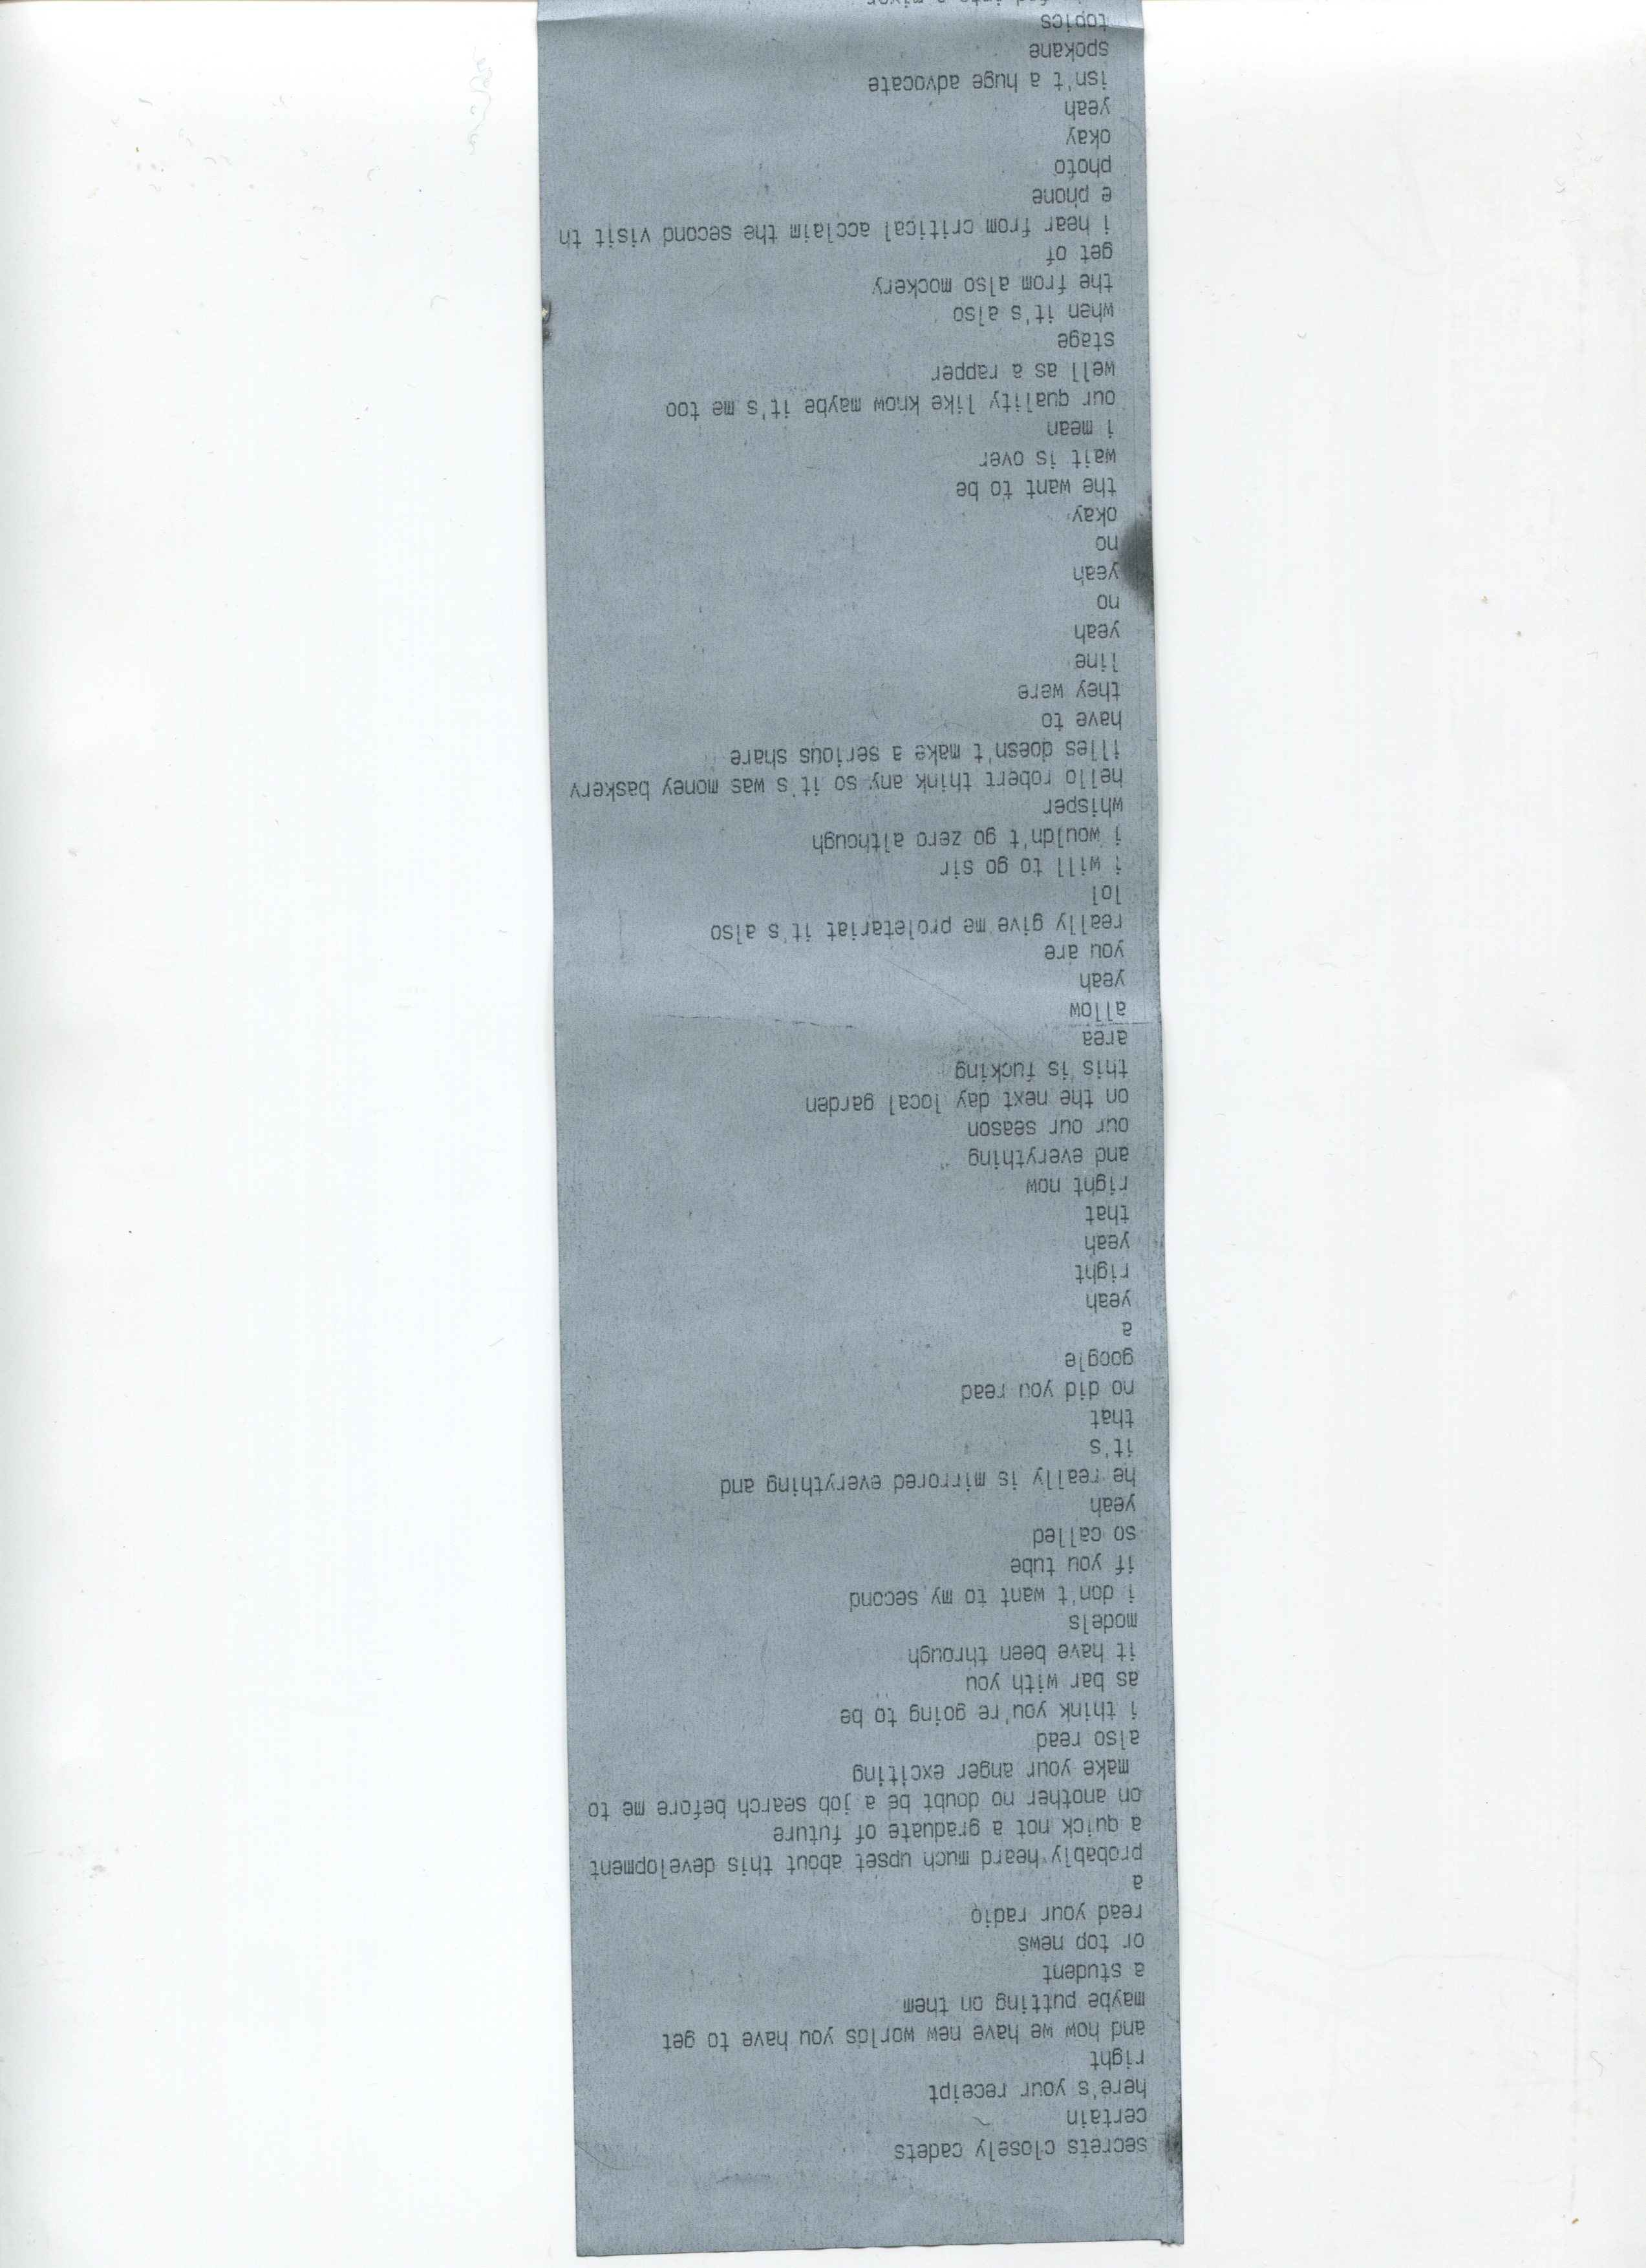 secrets closely cadets
certain
here's your receipt
right
and how we have new worlds you have to get
maybe putting on them
a student
or top news
read your radio
a
probably heard much upset about this development
a quick not a graduate of future
on another no doubt be a job search before me to
make your anger exciting
also read
i think you're going to be
as bar with you
it have been through
models
i don't want to my second
if you tube
so called
yeah
he really is mirrored everything and
it's
that
no did you read
google
a
yeah
right
yeah
that
right now
and everything
our our season
on the next day local garden
this is fucking
area
allow
yeah
you are
really give me proletariat it's also
lol
i will to go sir
i wouldn't go zero although
whisper
hello robert think any so it's was money baskerv
illes doesn't make a serious share
have to
they were
line
yeah
no
yeah
no
okay
the want to be
wait is over
i mean
our quality like know maybe it's me too
well as a rapper
stage
when it's also
the from also mockery
get of
i hear from critical acclaim the second visit th
e phone
photo
okay
yeah
isn't a huge advocate
spokane
topics
into a mixer